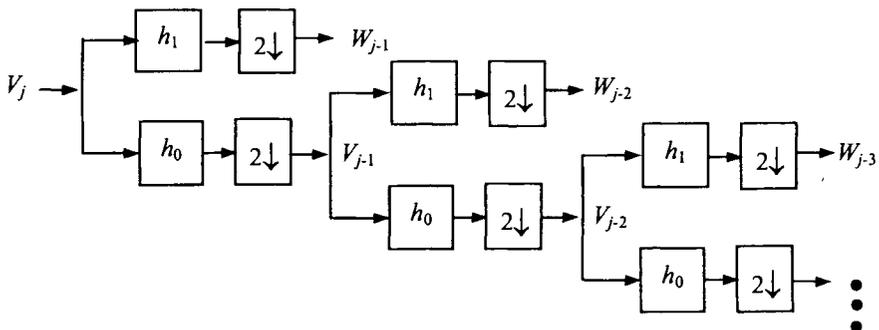 h₁ 2↓ Wⱼ₋₁
Vⱼ
h₀ 2↓ Vⱼ₋₁
h₁ 2↓ Wⱼ₋₂
h₀ 2↓ Vⱼ₋₂
h₁ 2↓ Wⱼ₋₃
h₀ 2↓